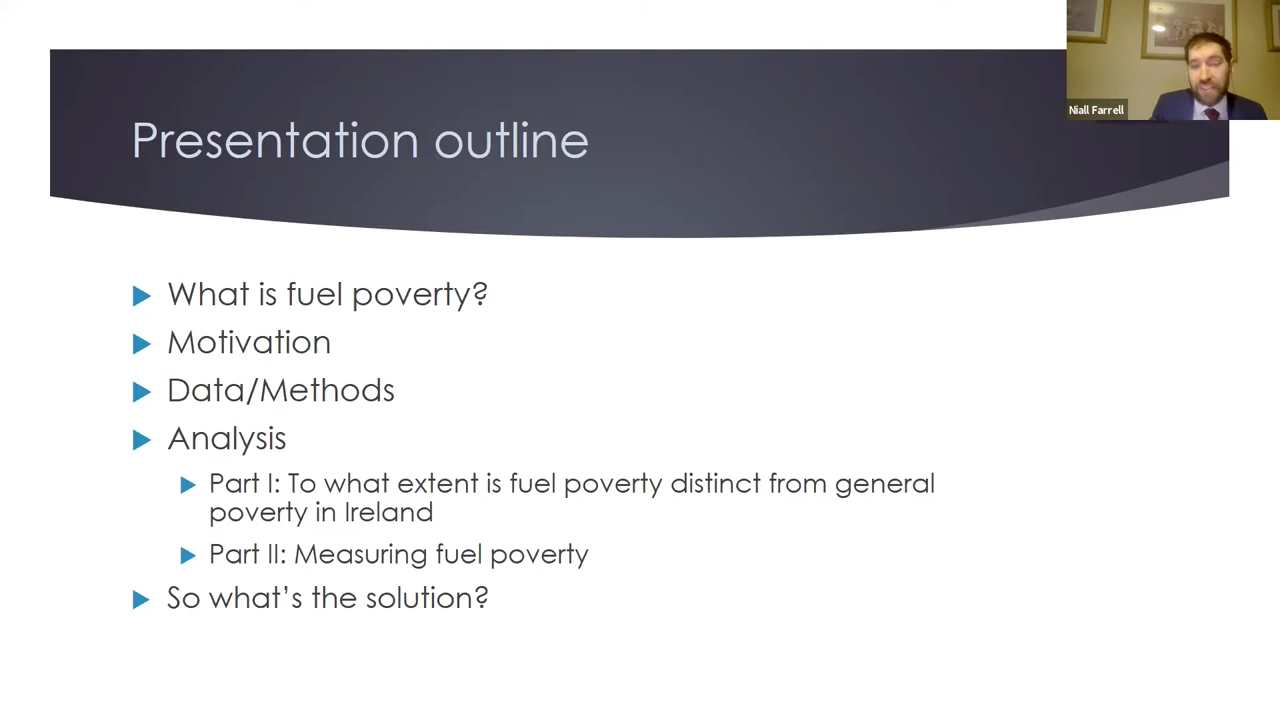 Presentation outline
Niall Farrell
What is fuel poverty?
Motivation
Data/Methods
Analysis
Part I: To what extent is fuel poverty distinct from general
poverty in Ireland
Part II: Measuring fuel poverty
So what’s the solution?